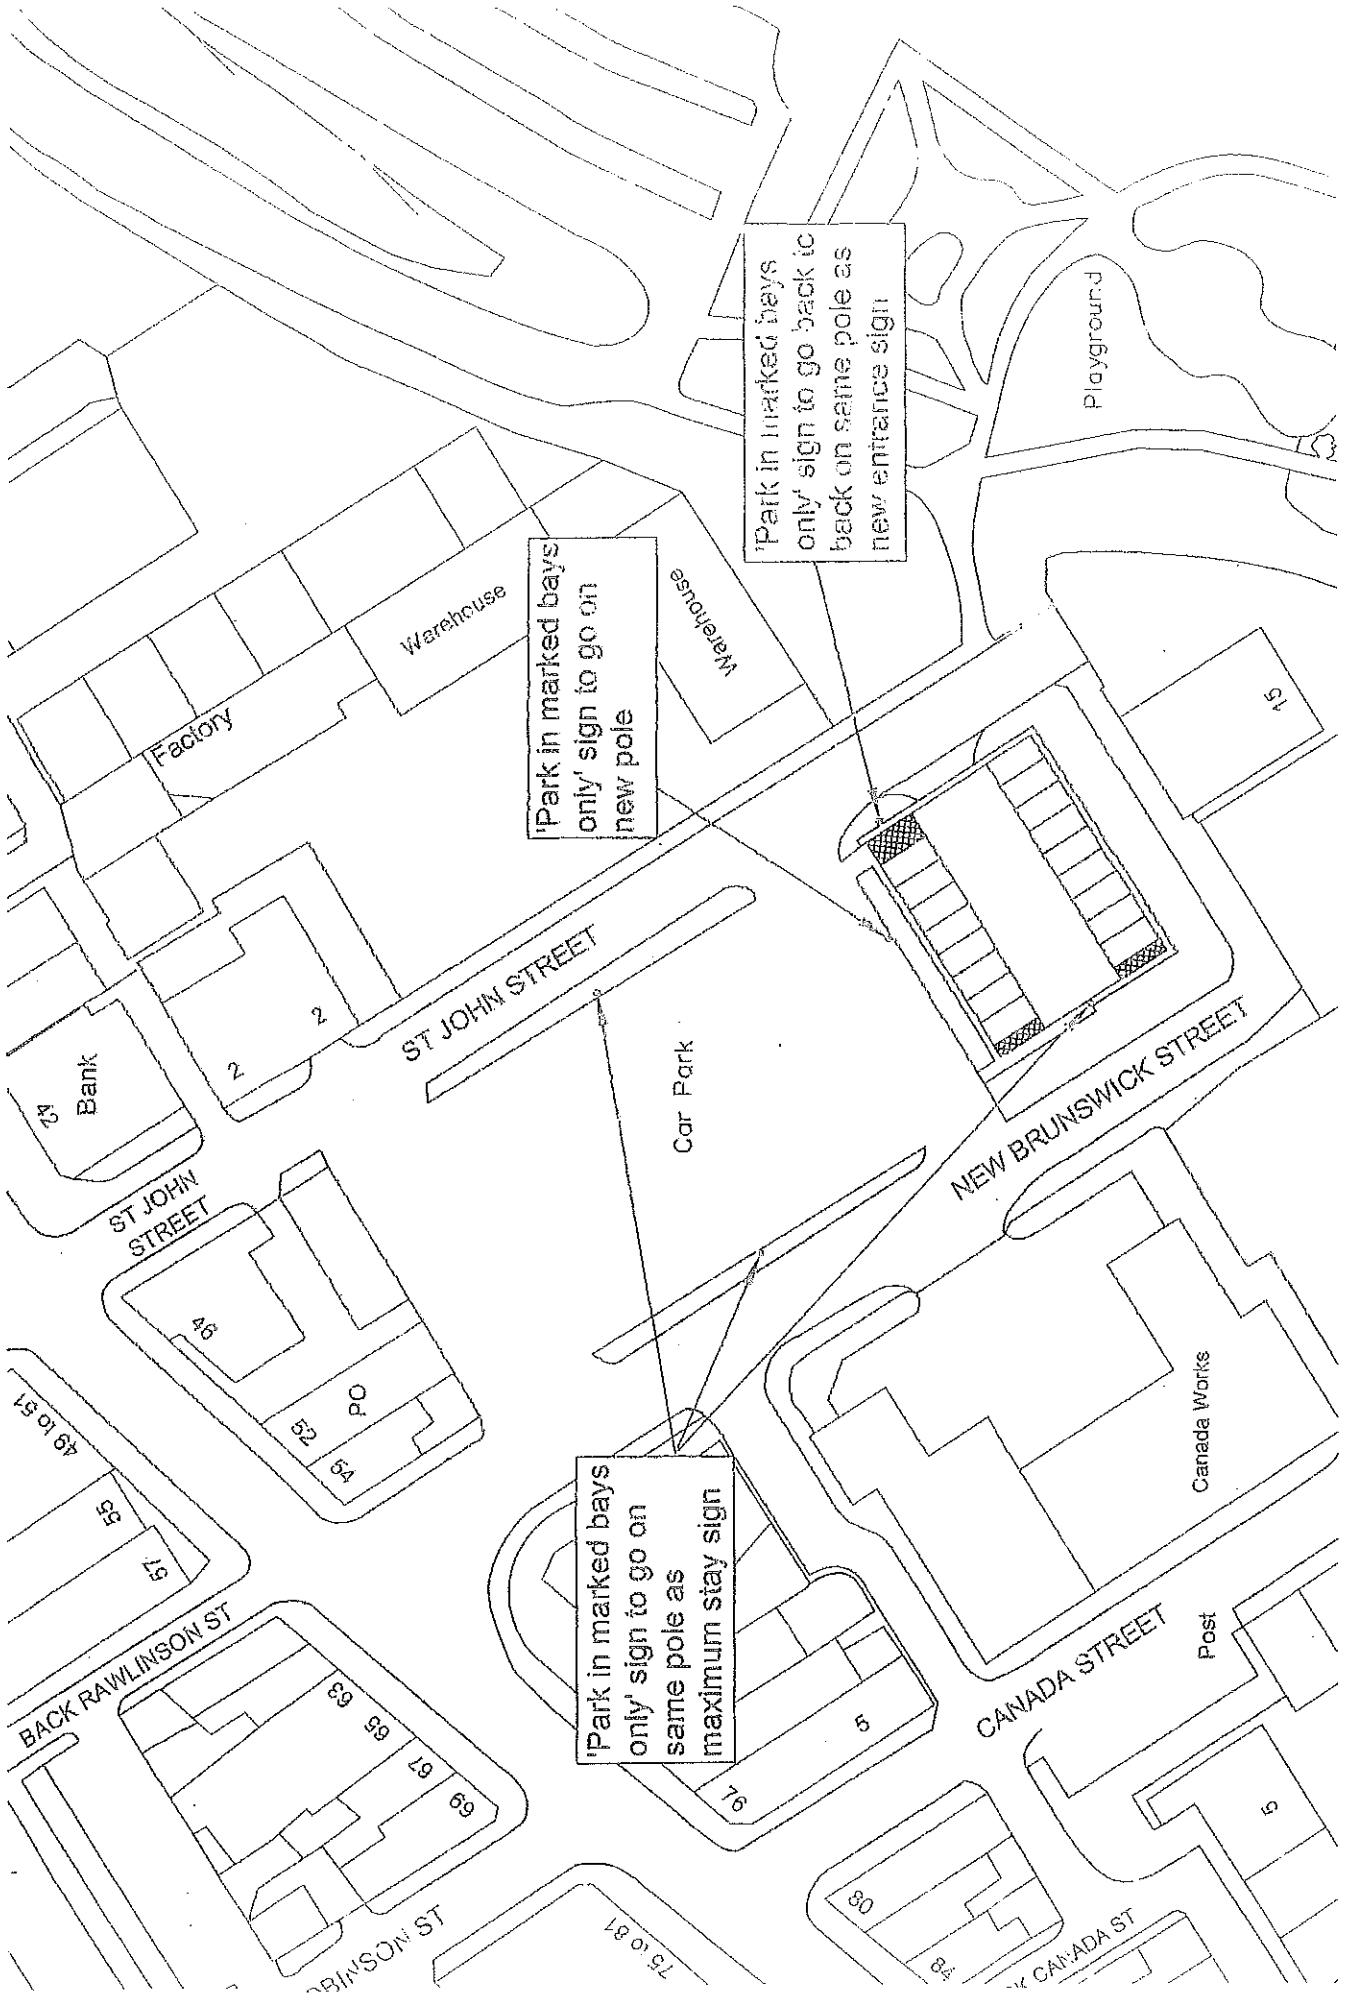 'Park in marked bays
only' sign to go back to
back on same pole as
new entrance sign
'Park in marked bays
only' sign to go on
new pole
'Park in marked bays
only' sign to go on
same pole as
maximum stay sign
Playground
Warehouse
Warehouse
Factory
15
ST JOHN STREET
2
2
42
Bank
Car Park
NEW BRUNSWICK STREET
ST JOHN
STREET
46
PO
52
54
49 to 51
55
57
Canada Works
BACK RAWLINSON ST
63
65
67
69
5
76
CANADA STREET
Post
5
80
84
75 to 81
CANADA ST